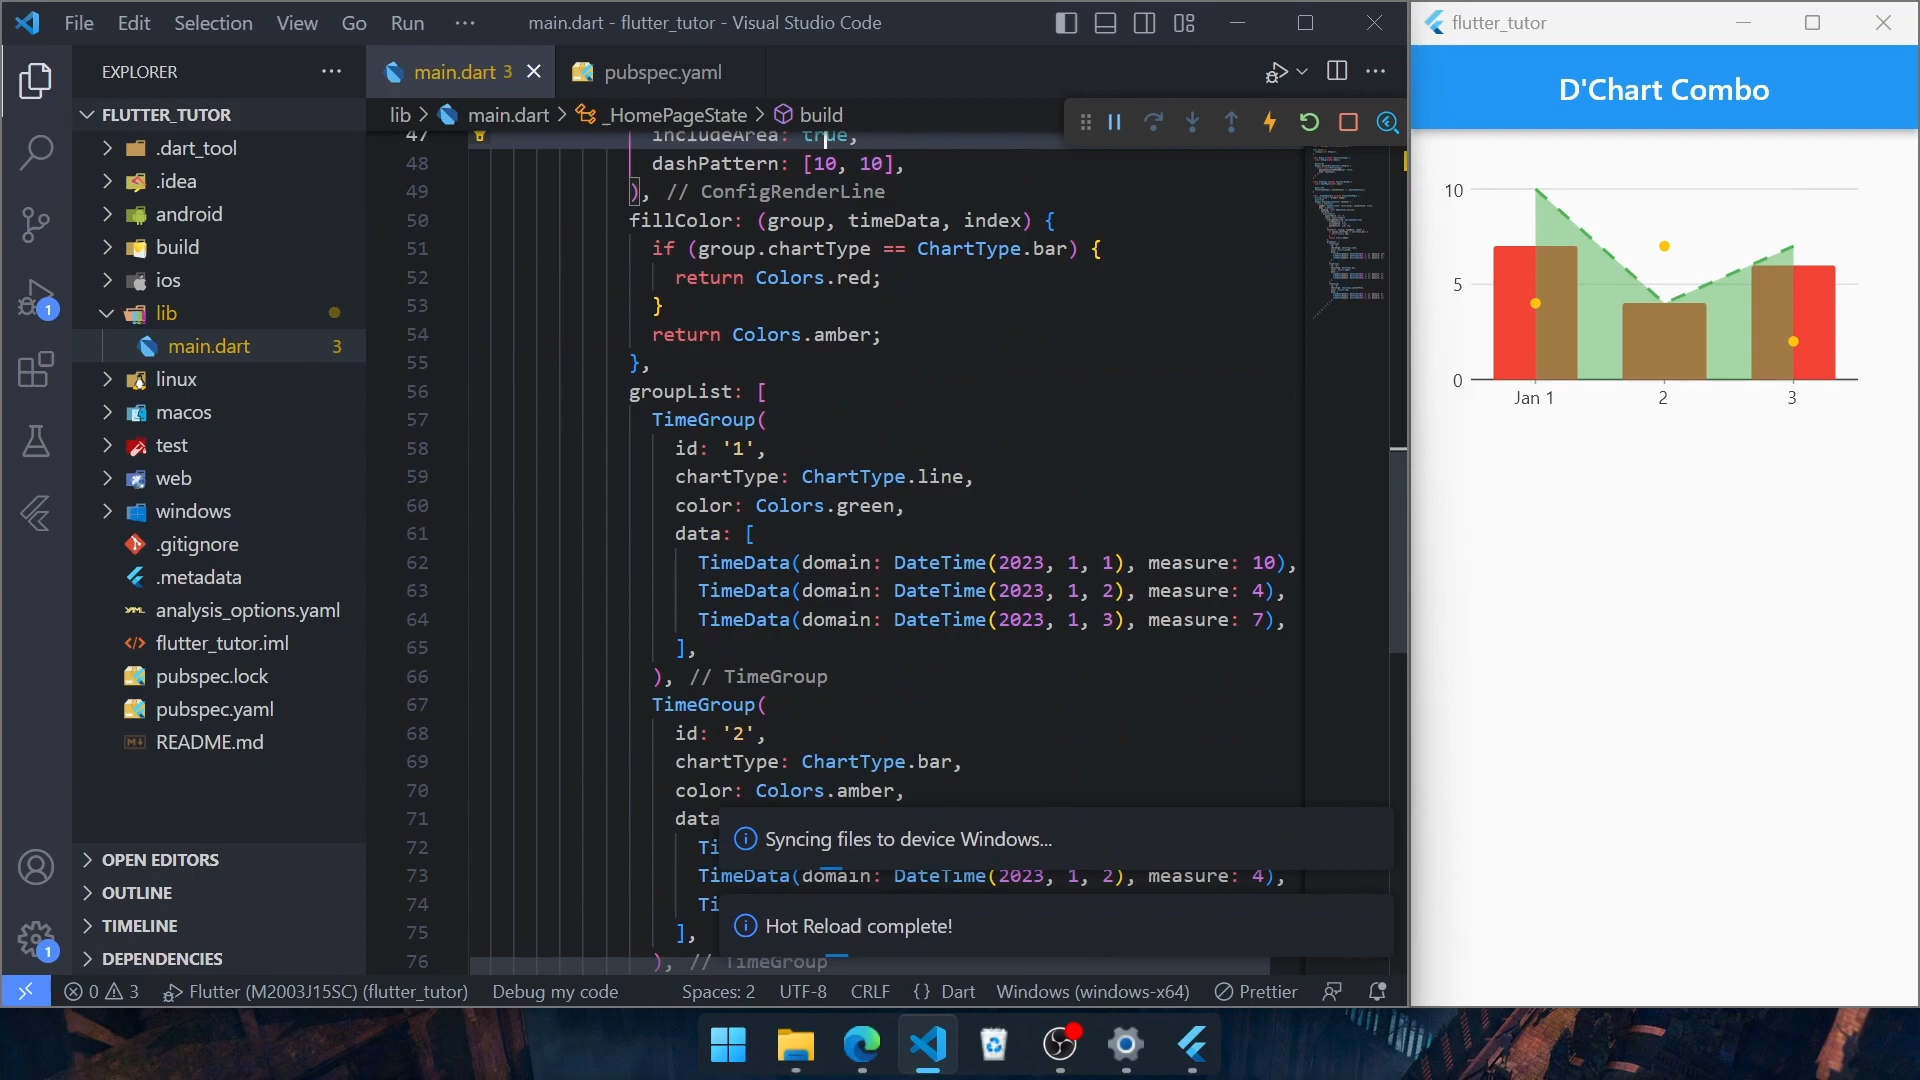 File Edit Selection View Go Run ··· main.dart - flutter_tutor - Visual Studio Code
EXPLORER ···
FLUTTER_TUTOR
.dart_tool
.idea
android
build
ios
lib
main.dart 3
linux
macos
test
web
windows
.gitignore
.metadata
analysis_options.yaml
flutter_tutor.iml
pubspec.lock
pubspec.yaml
README.md
OPEN EDITORS
OUTLINE
TIMELINE
DEPENDENCIES
1
1
main.dart 3
pubspec.yaml
lib > main.dart > _HomePageState > build
47 includeArea: true,
48 dashPattern: [10, 10],
49 ), // ConfigRenderLine
50 fillColor: (group, timeData, index) {
51 if (group.chartType == ChartType.bar) {
52 return Colors.red;
53 }
54 return Colors.amber;
55 },
56 groupList: [
57 TimeGroup(
58 id: '1',
59 chartType: ChartType.line,
60 color: Colors.green,
61 data: [
62 TimeData(domain: DateTime(2023, 1, 1), measure: 10),
63 TimeData(domain: DateTime(2023, 1, 2), measure: 4),
64 TimeData(domain: DateTime(2023, 1, 3), measure: 7),
65 ],
66 ), // TimeGroup
67 TimeGroup(
68 id: '2',
69 chartType: ChartType.bar,
70 color: Colors.amber,
71 data
72 Ti
73 TimeData(domain: DateTime(2023, 1, 2), measure: 4),
74 Ti
75 ],
76 ), // TimeGroup
Syncing files to device Windows...
Hot Reload complete!
0 3 Flutter (M2003J15SC) (flutter_tutor) Debug my code Spaces: 2 UTF-8 CRLF {} Dart Windows (windows-x64) Prettier
flutter_tutor
D'Chart Combo
10
5
0
Jan 1 2 3